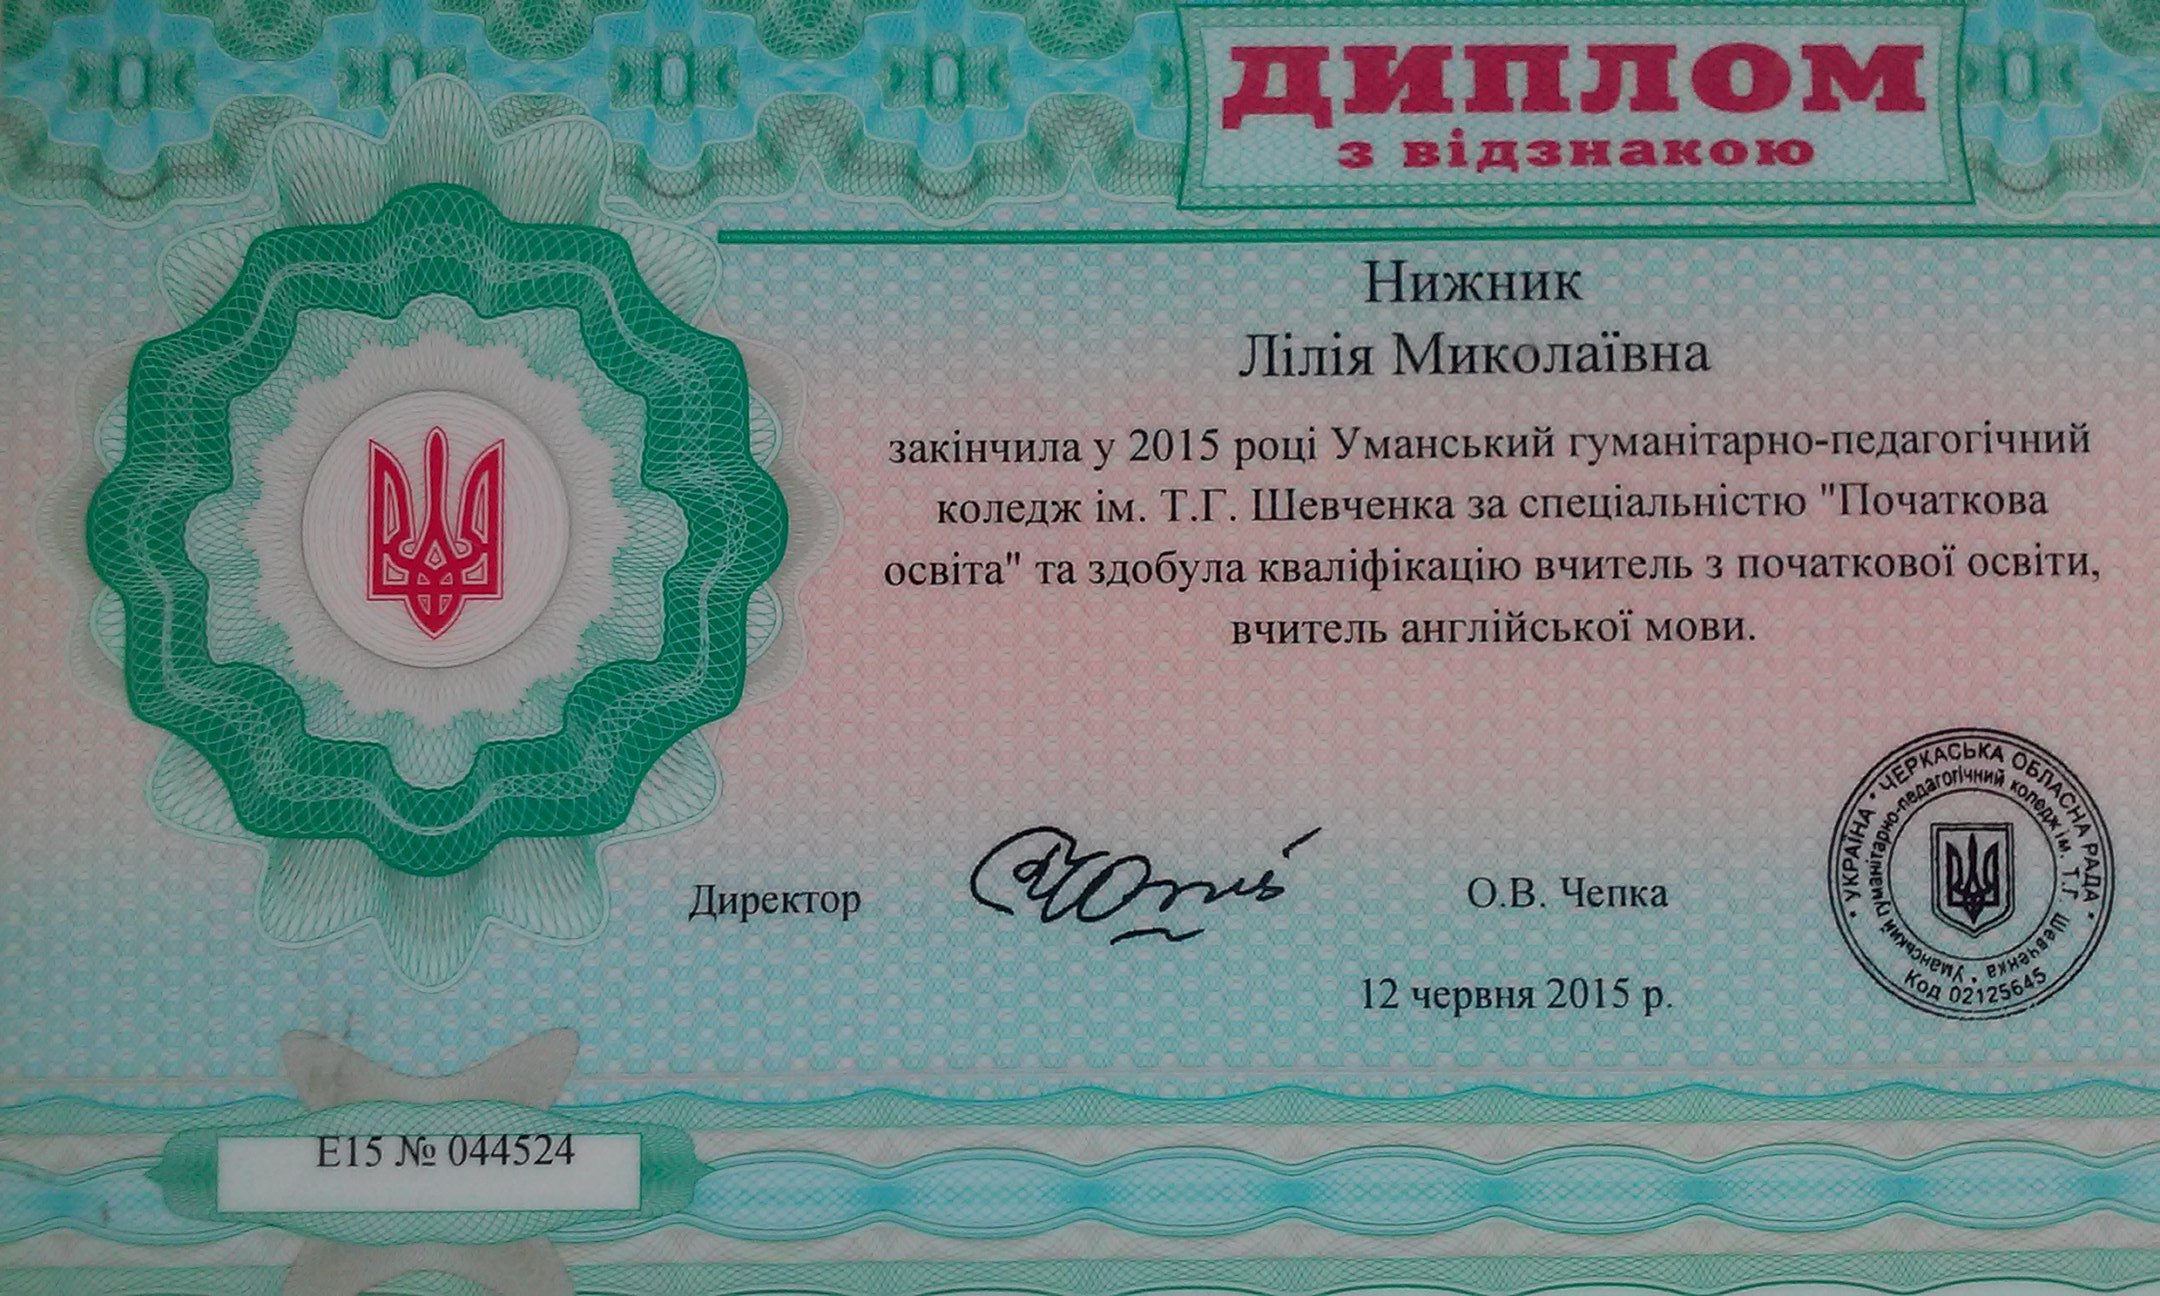 ДИПЛОМ
з відзнакою
Нижник
Лілія Миколаївна
закінчила у 2015 році Уманський гуманітарно-педагогічний
коледж ім. Т.Г. Шевченка за спеціальністю "Початкова
освіта" та здобула кваліфікацію вчитель з початкової освіти,
вчитель англійської мови.
Директор
О.В. Чепка
12 червня 2015 р.
* УКРАЇНА * ЧЕРКАСЬКА ОБЛАСНА РАДА *
* Уманський гуманітарно-педагогічний коледж ім. Т.Г. Шевченка
Код 02125645
Е15 № 044524